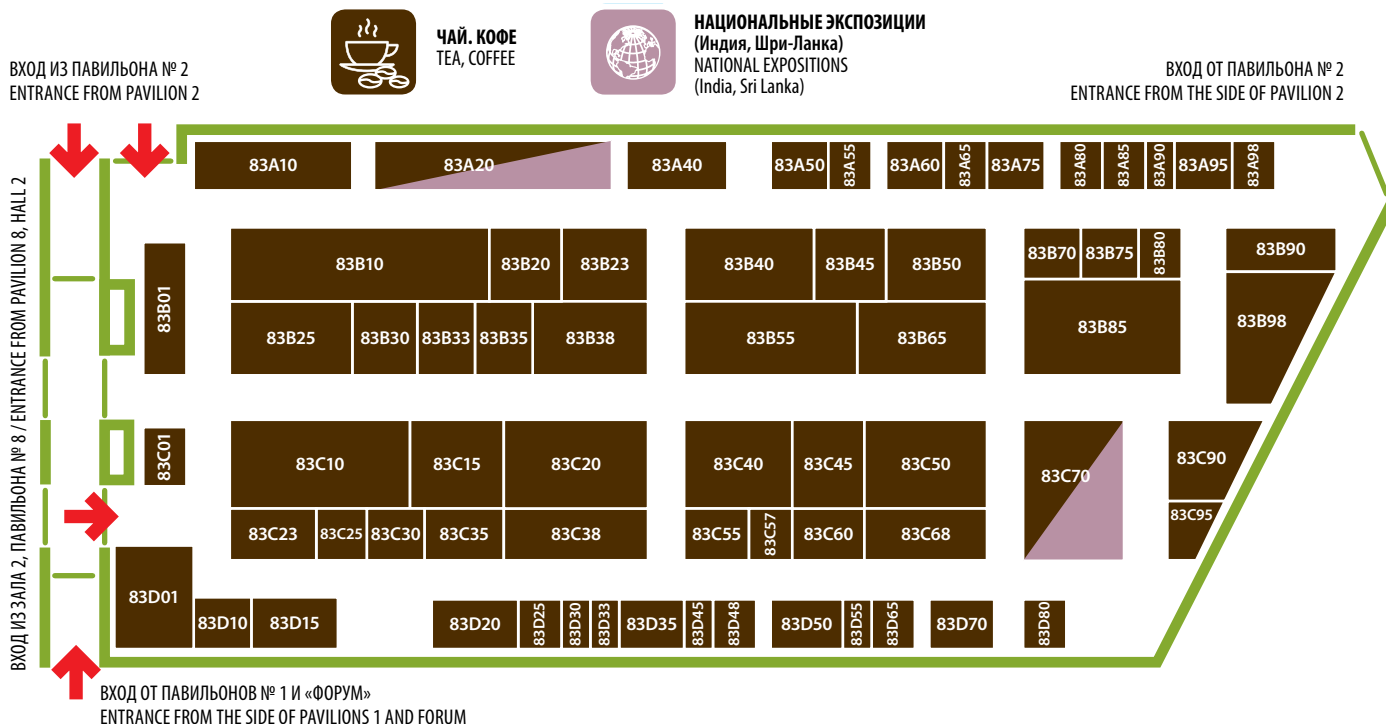 ЧАЙ. КОФЕ
TEA, COFFEE
НАЦИОНАЛЬНЫЕ ЭКСПОЗИЦИИ
(Индия, Шри-Ланка)
NATIONAL EXPOSITIONS
(India, Sri Lanka)
ВХОД ИЗ ПАВИЛЬОНА № 2
ENTRANCE FROM PAVILION 2
ВХОД ОТ ПАВИЛЬОНА № 2
ENTRANCE FROM THE SIDE OF PAVILION 2
ВХОД ИЗ ЗАЛА 2, ПАВИЛЬОНА № 8 / ENTRANCE FROM PAVILION 8, HALL 2
83A10 83A20 83A40 83A50 83A55 83A60 83A65 83A75 83A80 83A85 83A90 83A95 83A98
83B01
83B10 83B20 83B23 83B40 83B45 83B50 83B70 83B75 83B80 83B90
83B25 83B30 83B33 83B35 83B38 83B55 83B65 83B85 83B98
83C01
83C10 83C15 83C20 83C40 83C45 83C50 83C70 83C90
83C23 83C25 83C30 83C35 83C38 83C55 83C57 83C60 83C68 83C95
83D01
83D10 83D15 83D20 83D25 83D30 83D33 83D35 83D45 83D48 83D50 83D55 83D65 83D70 83D80
ВХОД ОТ ПАВИЛЬОНОВ № 1 И «ФОРУМ»
ENTRANCE FROM THE SIDE OF PAVILIONS 1 AND FORUM